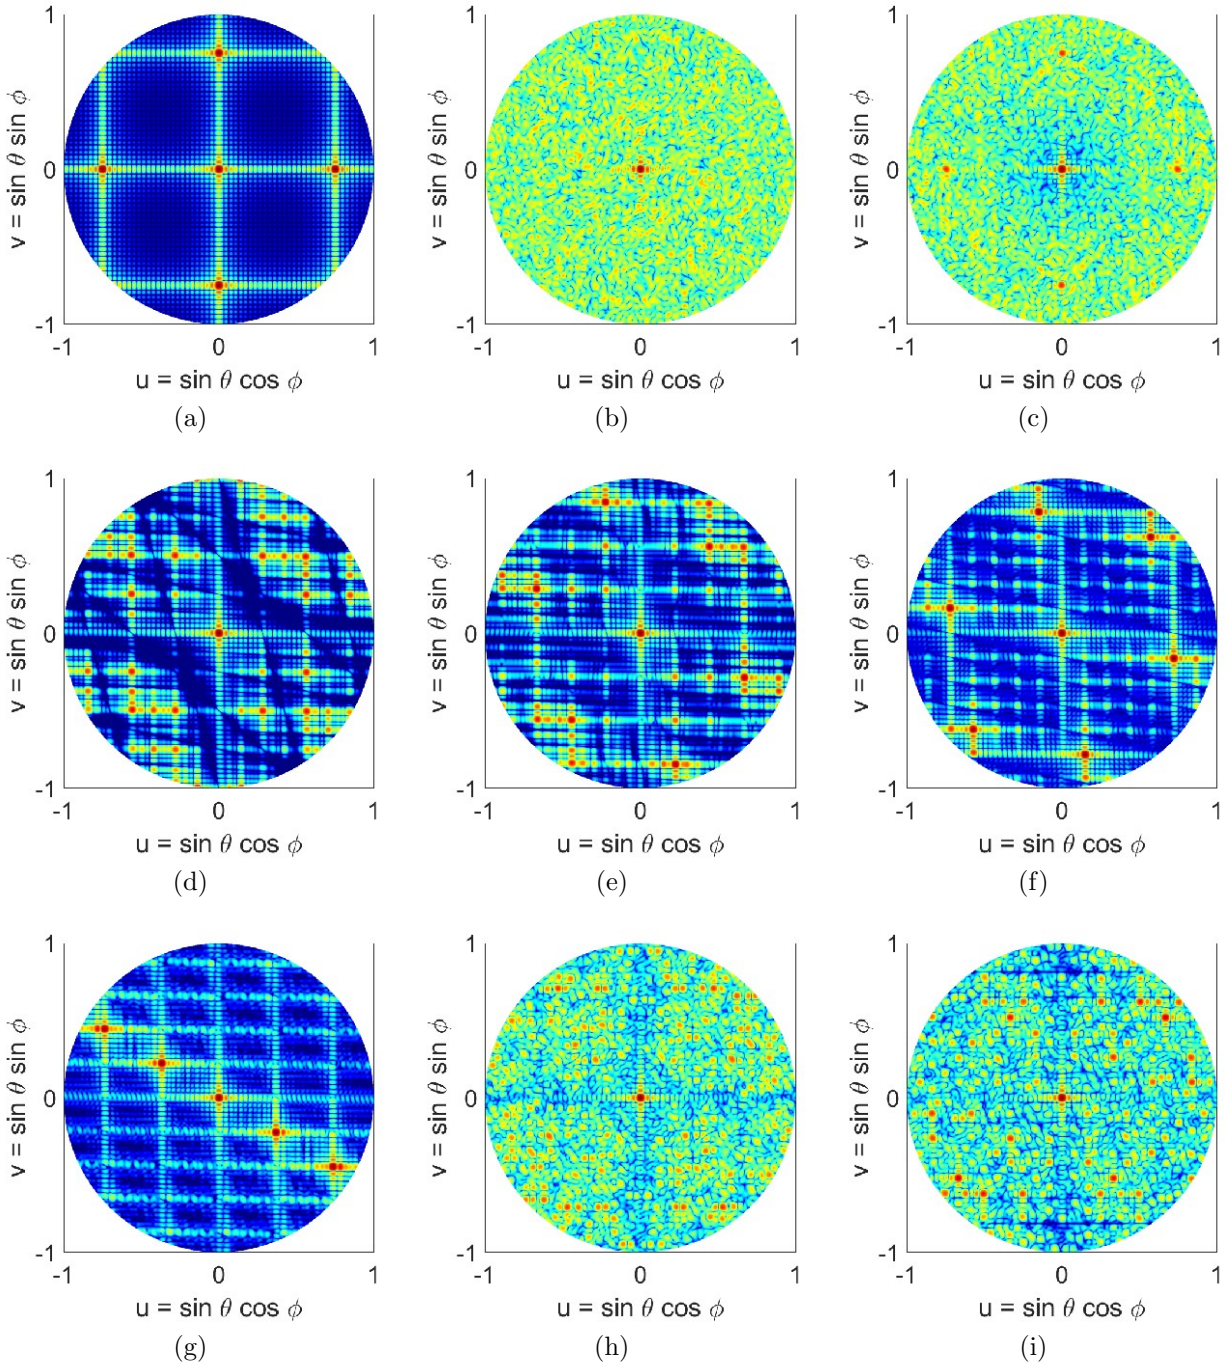 1 1 1
v = sin θ sin ϕ v = sin θ sin ϕ v = sin θ sin ϕ
0 0 0
-1 -1 -1
-1 0 1 -1 0 1 -1 0 1
u = sin θ cos ϕ u = sin θ cos ϕ u = sin θ cos ϕ
(a) (b) (c)
1 1 1
v = sin θ sin ϕ v = sin θ sin ϕ v = sin θ sin ϕ
0 0 0
-1 -1 -1
-1 0 1 -1 0 1 -1 0 1
u = sin θ cos ϕ u = sin θ cos ϕ u = sin θ cos ϕ
(d) (e) (f)
1 1 1
v = sin θ sin ϕ v = sin θ sin ϕ v = sin θ sin ϕ
0 0 0
-1 -1 -1
-1 0 1 -1 0 1 -1 0 1
u = sin θ cos ϕ u = sin θ cos ϕ u = sin θ cos ϕ
(g) (h) (i)